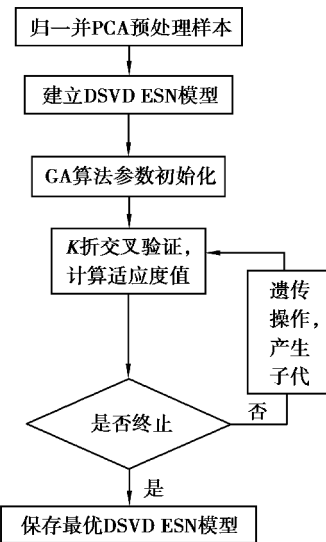 归一并PCA预处理样本
建立DSVD ESN模型
GA算法参数初始化
K折交叉验证，
计算适应度值
遗传
操作，
产生
子代
是否终止
否
是
保存最优DSVD ESN模型